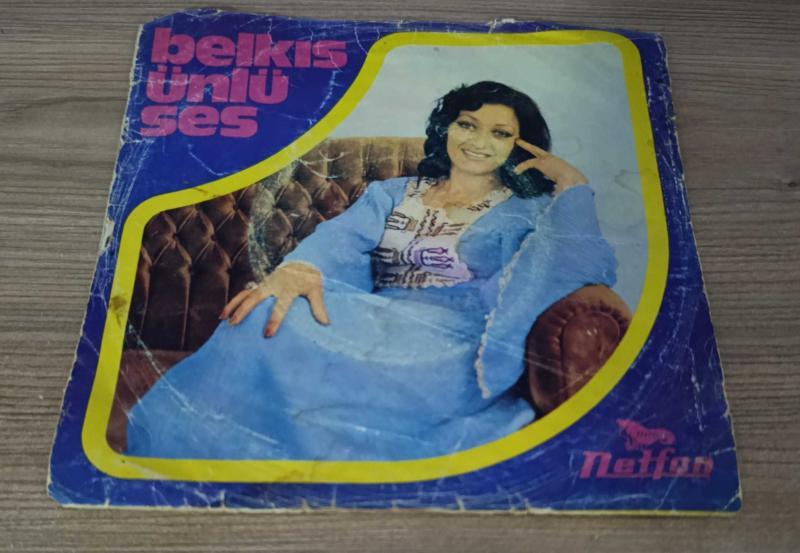 belkıs
ünlü
ses
Netfon